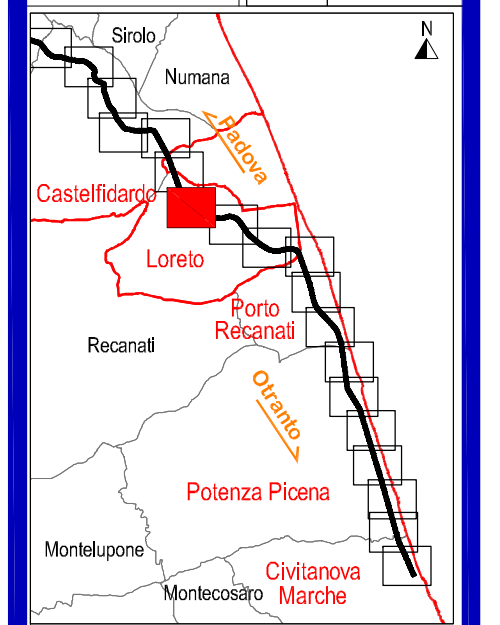 Sirolo
N
Numana
Padova
Castelfidardo
Loreto
Porto
Recanati
Recanati
Otranto
Potenza Picena
Montelupone
Civitanova
Marche
Montecosaro